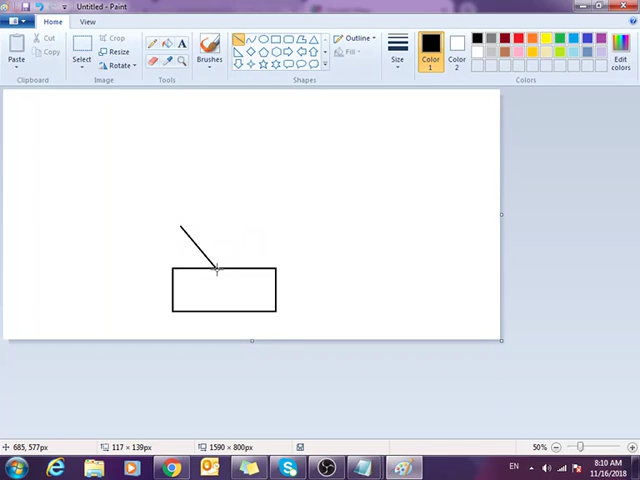 Untitled - Paint
Home
View
Paste
Cut
Copy
Clipboard
Select
Crop
Resize
Rotate
Image
A
Tools
Brushes
Outline
Fill
Shapes
Size
Color
1
Color
2
Colors
Edit
colors
685, 577px
117 × 139px
1590 × 800px
50%
EN
8:10 AM
11/16/2018